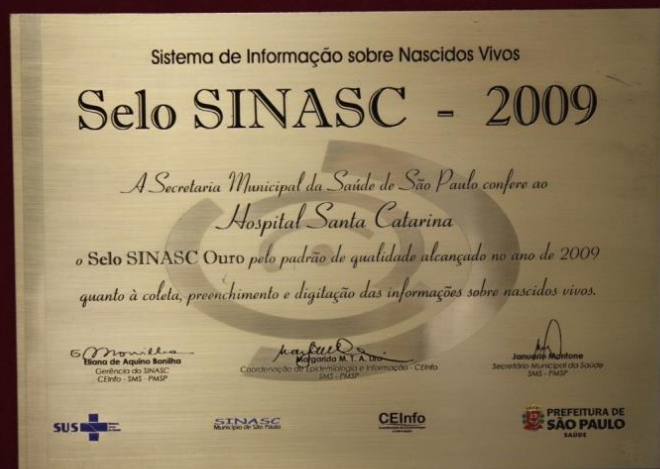 Sistema de Informação sobre Nascidos Vivos
Selo SINASC - 2009
A Secretaria Municipal da Saúde de São Paulo confere ao
Hospital Santa Catarina
o Selo SINASC Ouro pelo padrão de qualidade alcançado no ano de 2009
quanto à coleta, preenchimento e digitação das informações sobre nascidos vivos.
Eliana de Aquino Bonilha
Gerência do SINASC
CEInfo - SMS - PMSP
Margarida M. T. A. Lira
Coordenação de Epidemiologia e Informação - CEInfo
SMS - PMSP
Januario Montone
Secretário Municipal da Saúde
SMS - PMSP
SUS
SINASC
Município de São Paulo
CEInfo
PREFEITURA DE
SÃO PAULO
SAÚDE